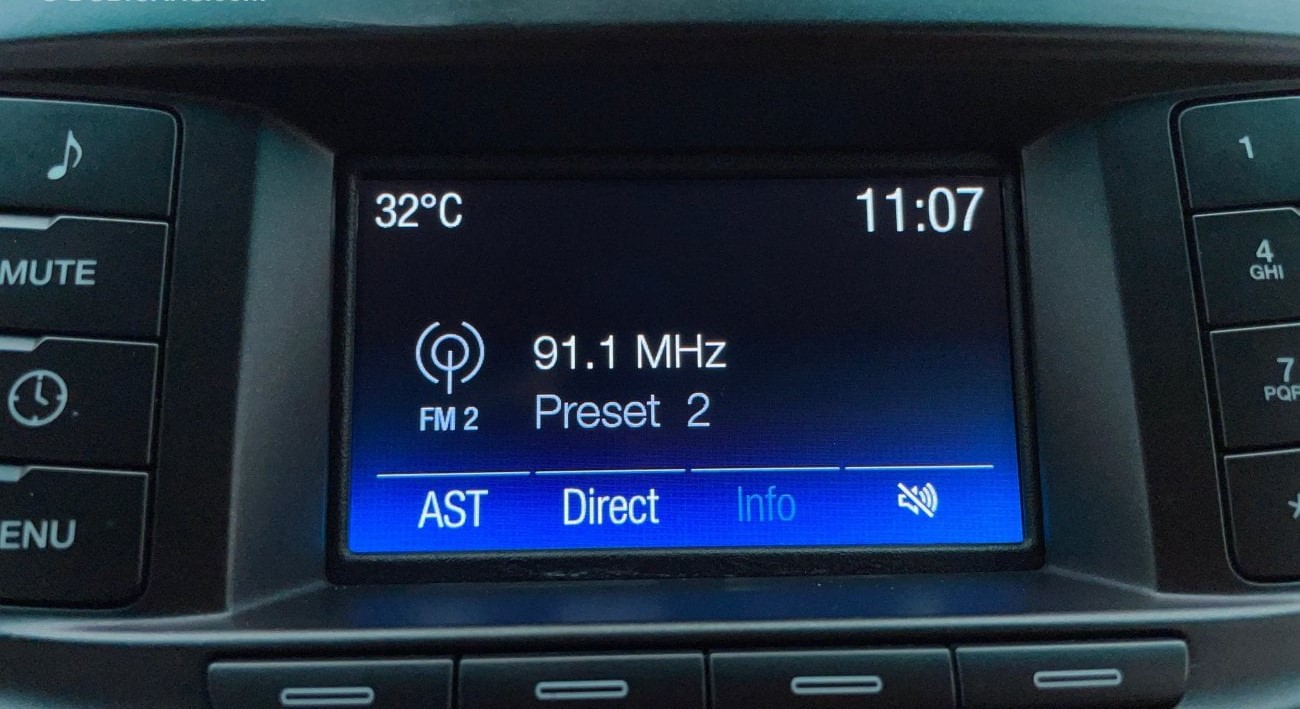 32°C
11:07
91.1 MHz
FM 2
Preset 2
AST
Direct
Info
MUTE
ENU
1
4
GHI
7